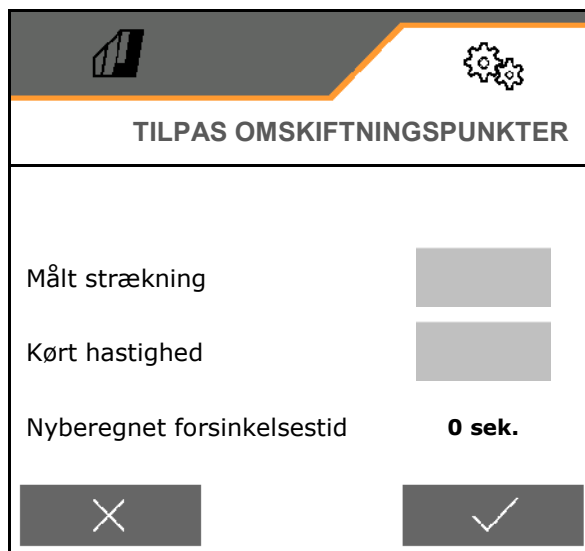 TILPAS OMSKIFTNINGSPUNKTER
Målt strækning
Kørt hastighed
Nyberegnet forsinkelsestid 0 sek.